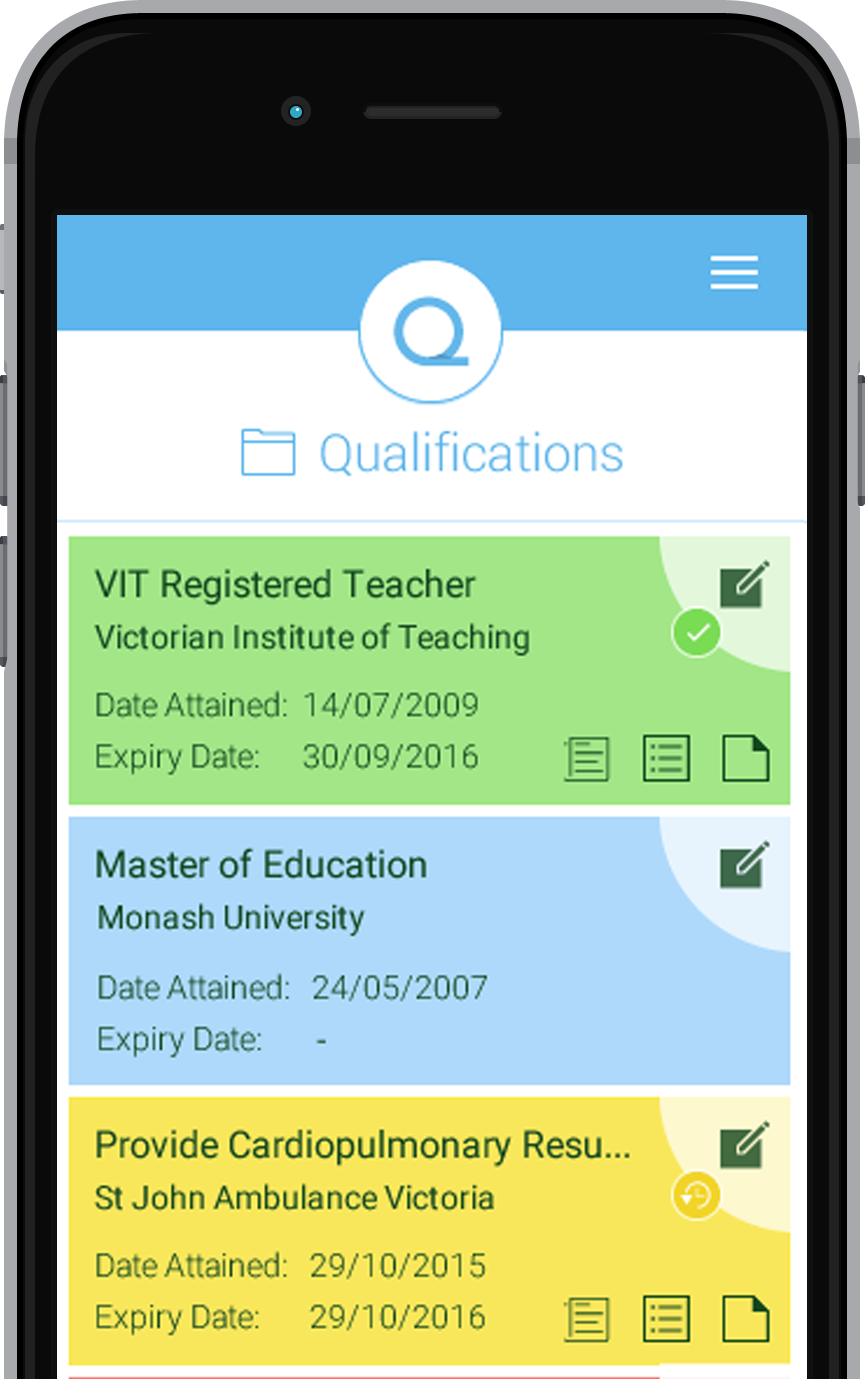 Q
Qualifications
VIT Registered Teacher
Victorian Institute of Teaching
Date Attained: 14/07/2009
Expiry Date: 30/09/2016
Master of Education
Monash University
Date Attained: 24/05/2007
Expiry Date: -
Provide Cardiopulmonary Resu...
St John Ambulance Victoria
Date Attained: 29/10/2015
Expiry Date: 29/10/2016